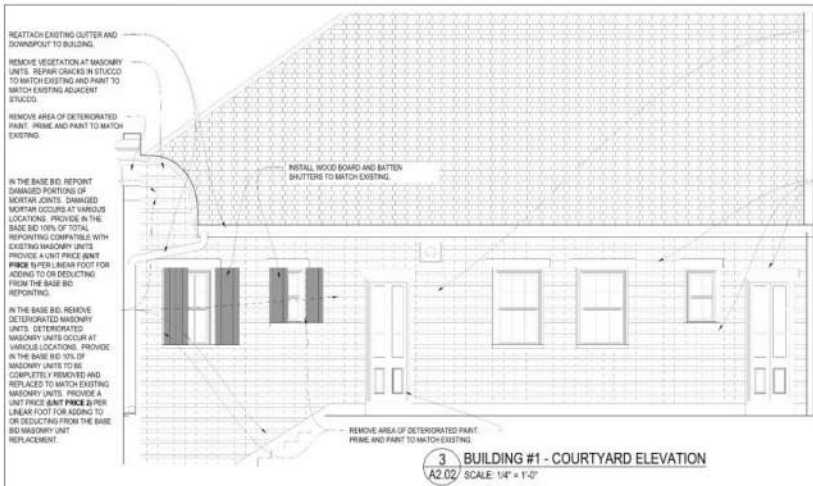 REATTACH EXISTING GUTTER AND
DOWNSPOUT TO BUILDING.
REMOVE VEGETATION AT MASONRY
UNITS. REPAIR CRACKS IN STUCCO
TO MATCH EXISTING AND PAINT TO
MATCH EXISTING ADJACENT
STUCCO.
REMOVE AREA OF DETERIORATED
PAINT. PRIME AND PAINT TO MATCH
EXISTING.
IN THE BASE BID, REPOINT
DAMAGED PORTIONS OF
MORTAR JOINTS. DAMAGED
MORTAR OCCURS AT VARIOUS
LOCATIONS. PROVIDE IN THE
BASE BID 100% OF TOTAL
REPOINTING COMPATIBLE WITH
EXISTING MASONRY UNITS
PROVIDE A UNIT PRICE (UNIT
PRICE 1) PER LINEAR FOOT FOR
ADDING TO OR DEDUCTING
FROM THE BASE BID
REPOINTING.
IN THE BASE BID, REMOVE
DETERIORATED MASONRY
UNITS. DETERIORATED
MASONRY UNITS OCCUR AT
VARIOUS LOCATIONS. PROVIDE
IN THE BASE BID 10% OF
MASONRY UNITS TO BE
COMPLETELY REMOVED AND
REPLACED TO MATCH EXISTING
MASONRY UNITS. PROVIDE A
UNIT PRICE (UNIT PRICE 2) PER
LINEAR FOOT FOR ADDING TO
OR DEDUCTING FROM THE BASE
BID MASONRY UNIT
REPLACEMENT.
INSTALL WOOD BOARD AND BATTEN
SHUTTERS TO MATCH EXISTING.
REMOVE AREA OF DETERIORATED PAINT.
PRIME AND PAINT TO MATCH EXISTING.
3
A2.02
BUILDING #1 - COURTYARD ELEVATION
SCALE: 1/4" = 1'-0"